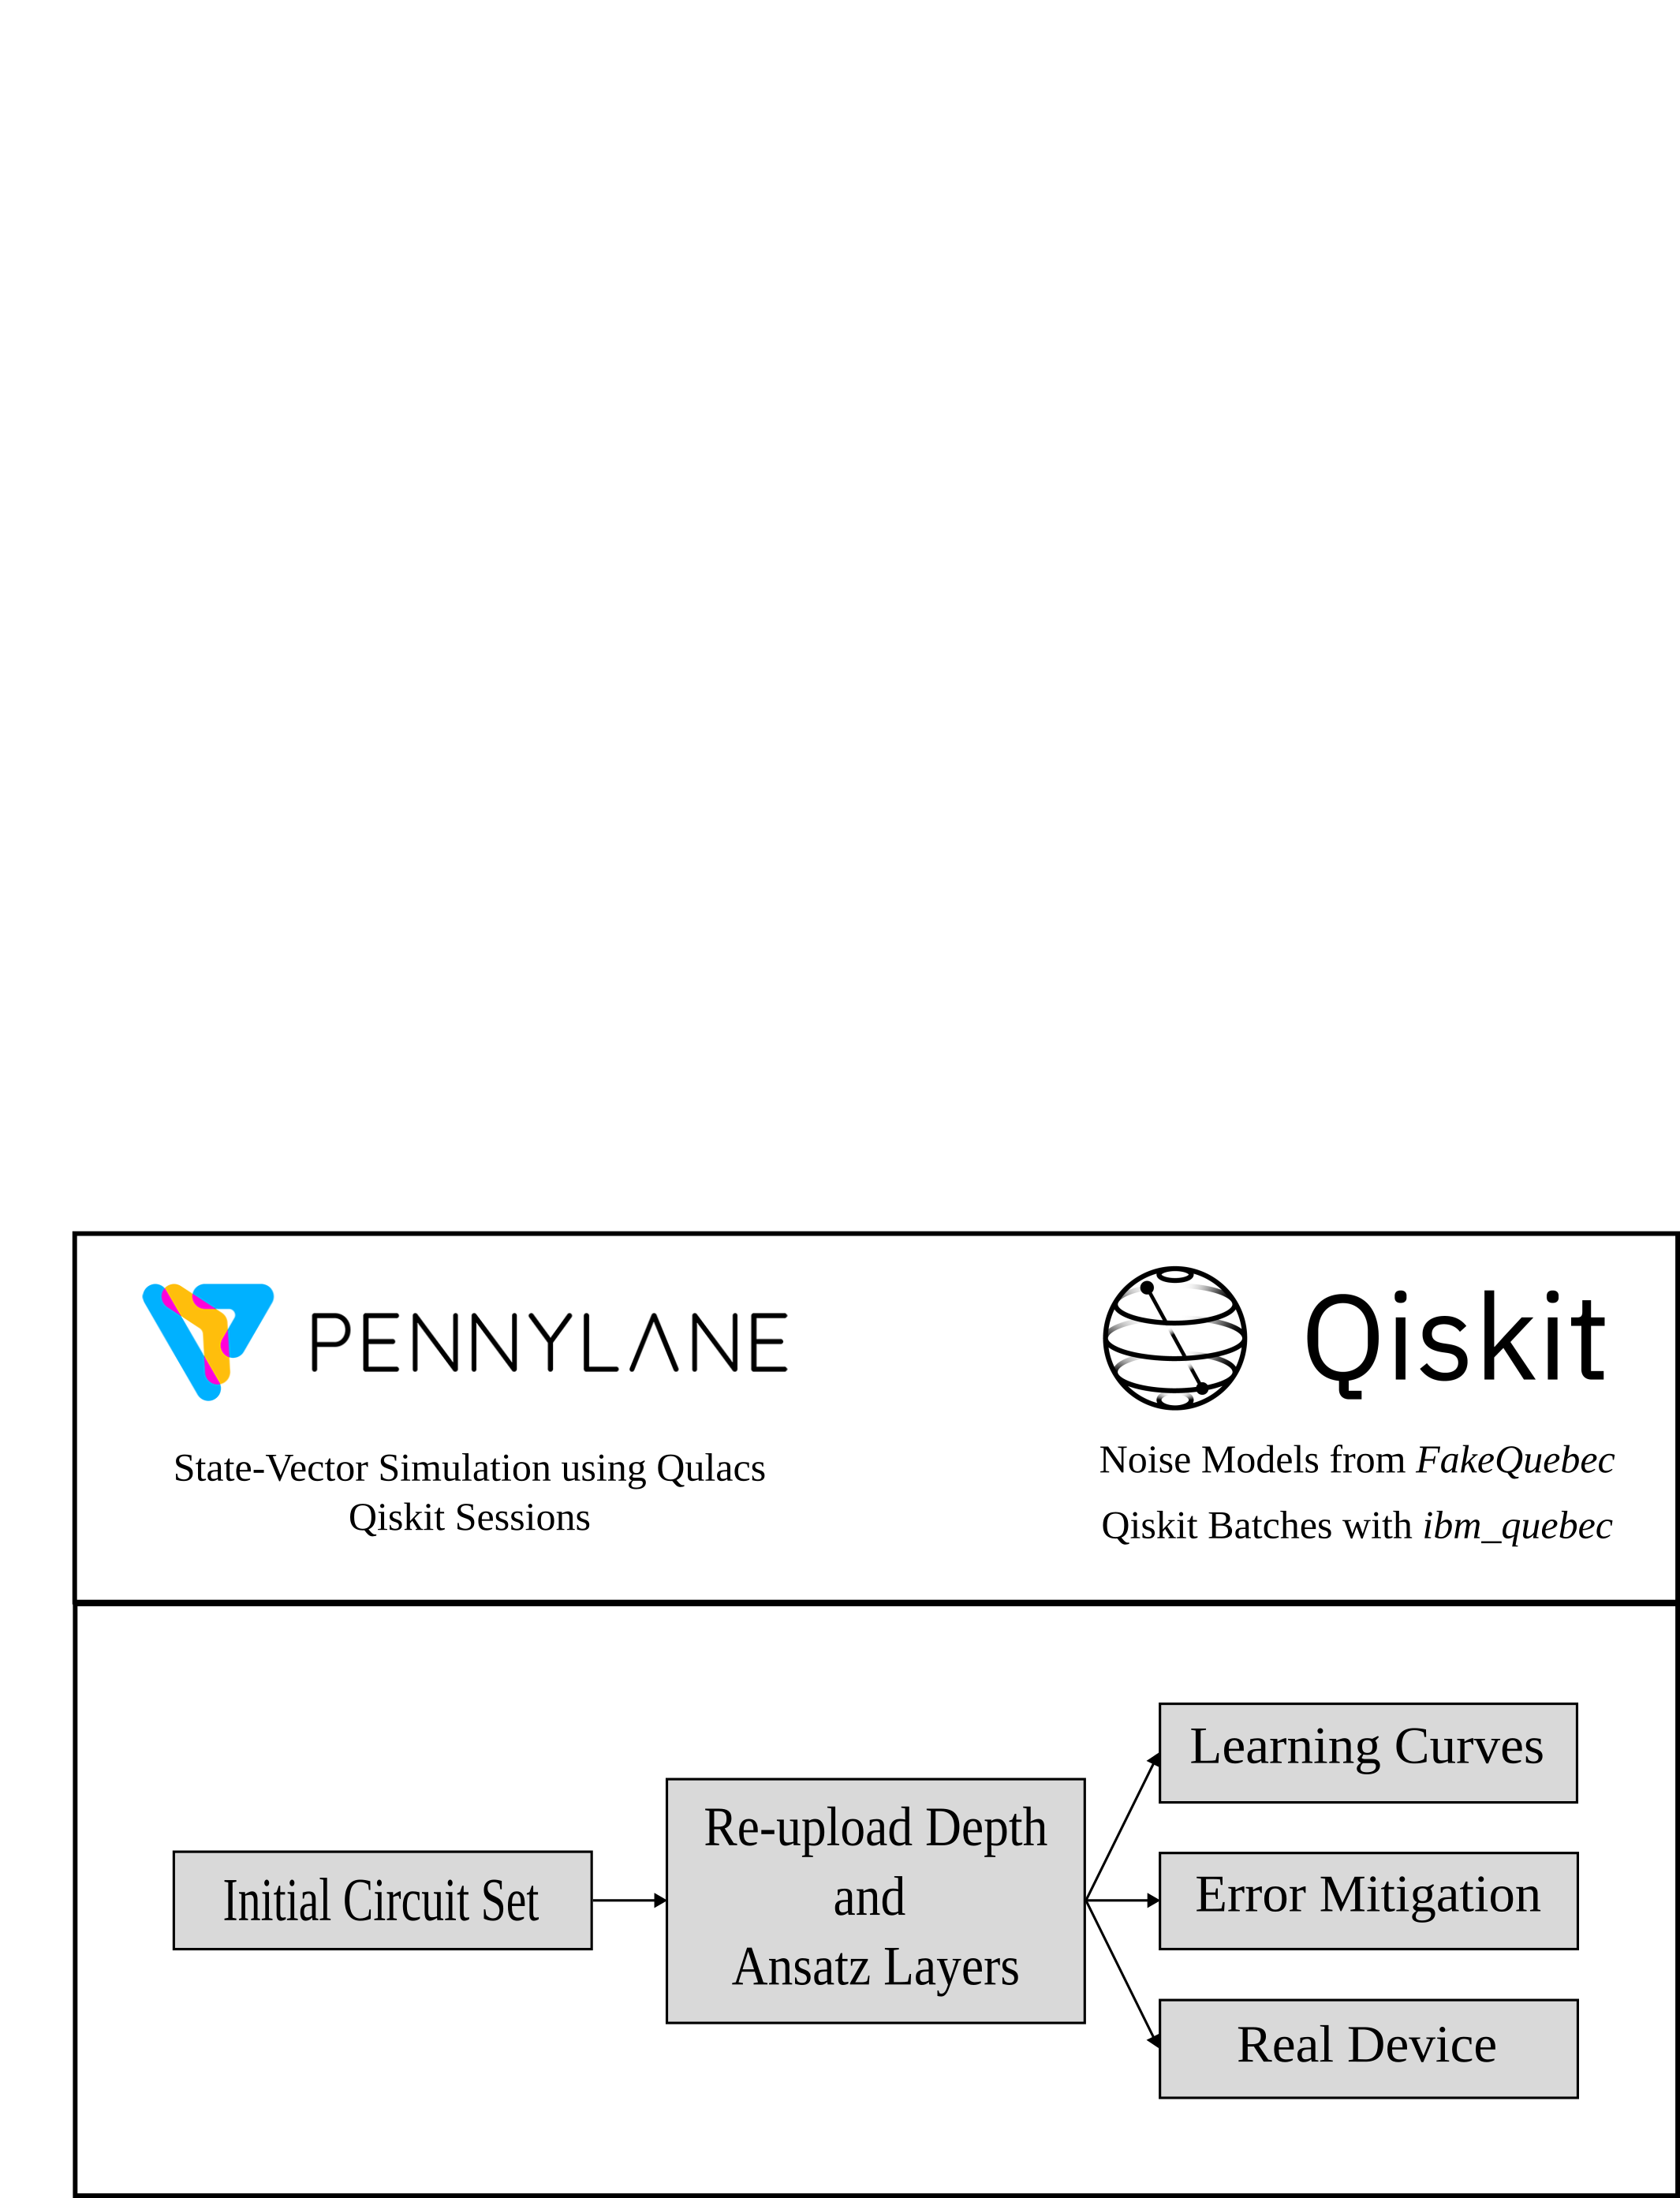 PENNYLANE
State-Vector Simulation using Qulacs
Qiskit Sessions
Qiskit
Noise Models from FakeQuebec
Qiskit Batches with ibm_quebec
Initial Circuit Set
Re-upload Depth
and
Ansatz Layers
Learning Curves
Error Mitigation
Real Device